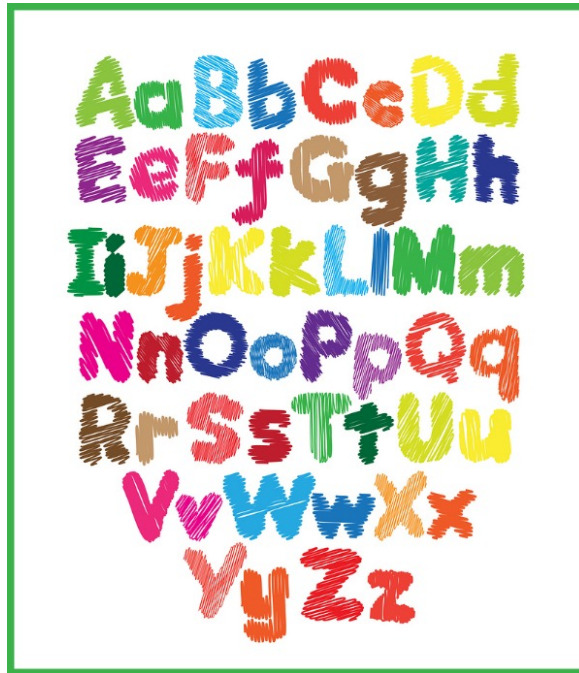 AaBbCcDd
EeFfGgHh
IiJjKkLlMm
NnOoPpQq
RrSsTtUu
VvWwXx
YyZz